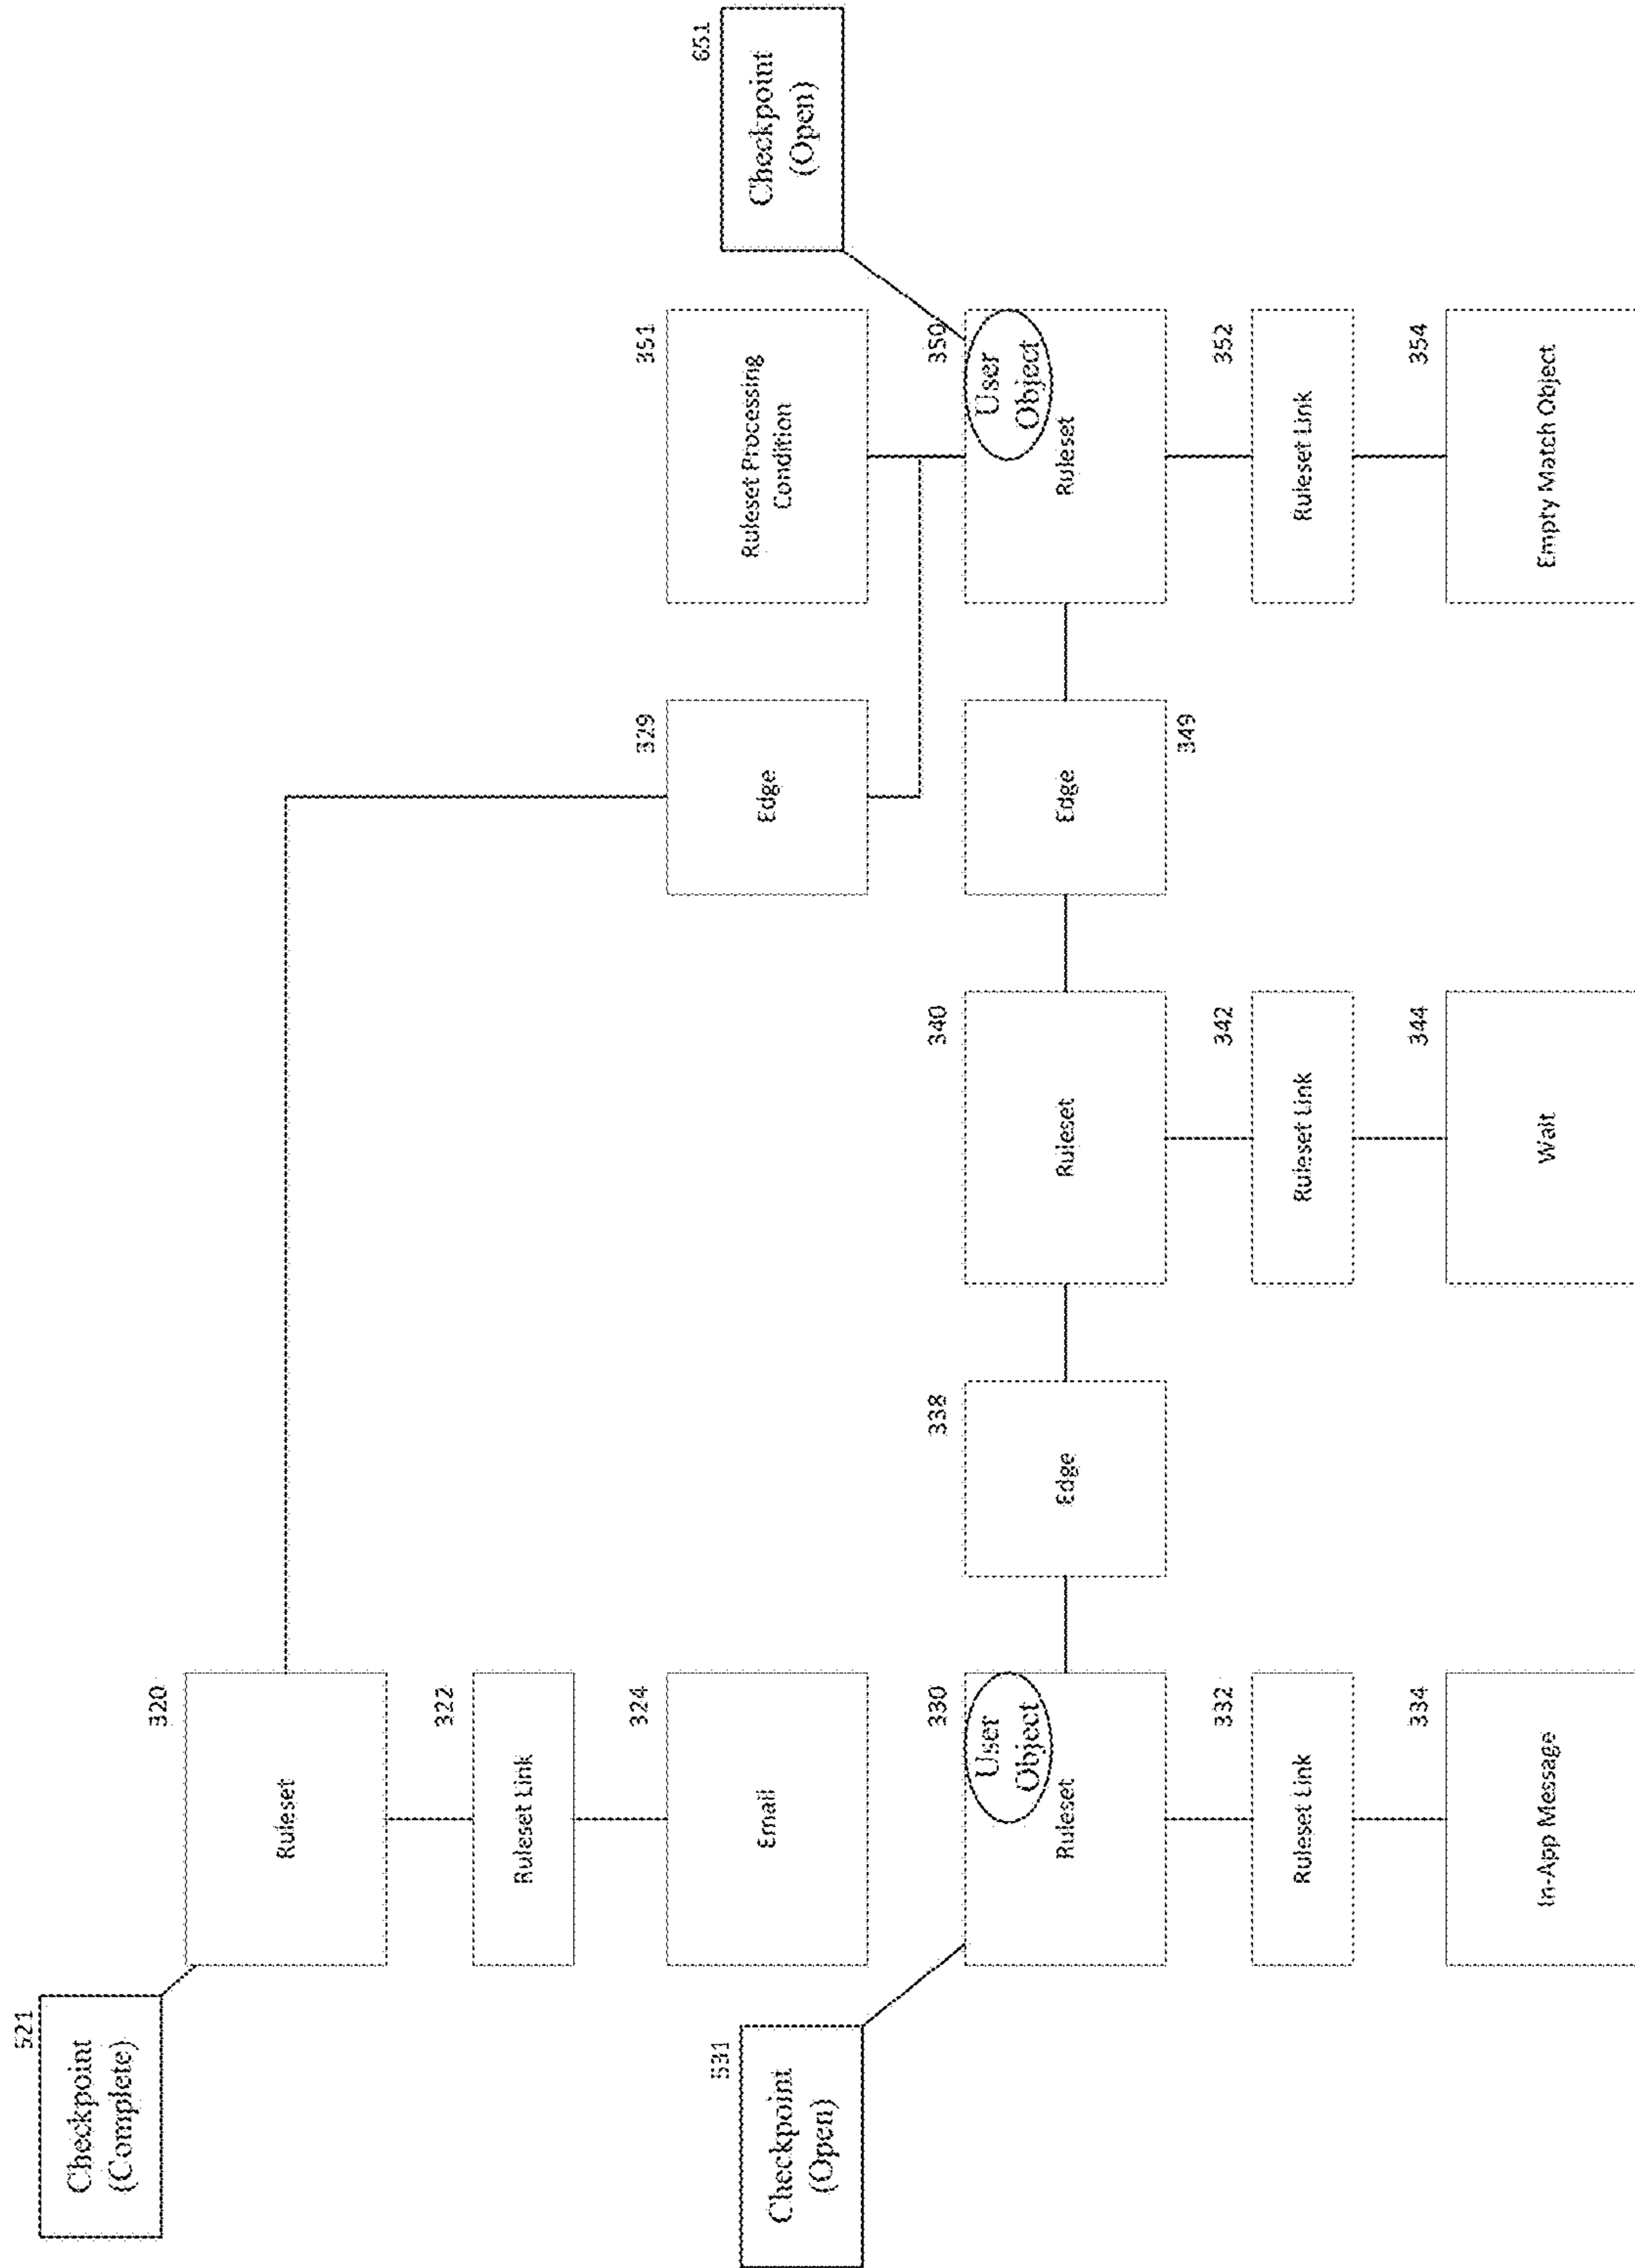 521
Checkpoint
(Complete)
320
Ruleset
322
Ruleset Link
324
Email
329
Edge
351
Ruleset Processing
Condition
651
Checkpoint
(Open)
531
Checkpoint
(Open)
330
User
Object
Ruleset
338
Edge
340
Ruleset
349
Edge
350
User
Object
Ruleset
332
Ruleset Link
342
Ruleset Link
352
Ruleset Link
334
In-App Message
344
Wait
354
Empty Match Object